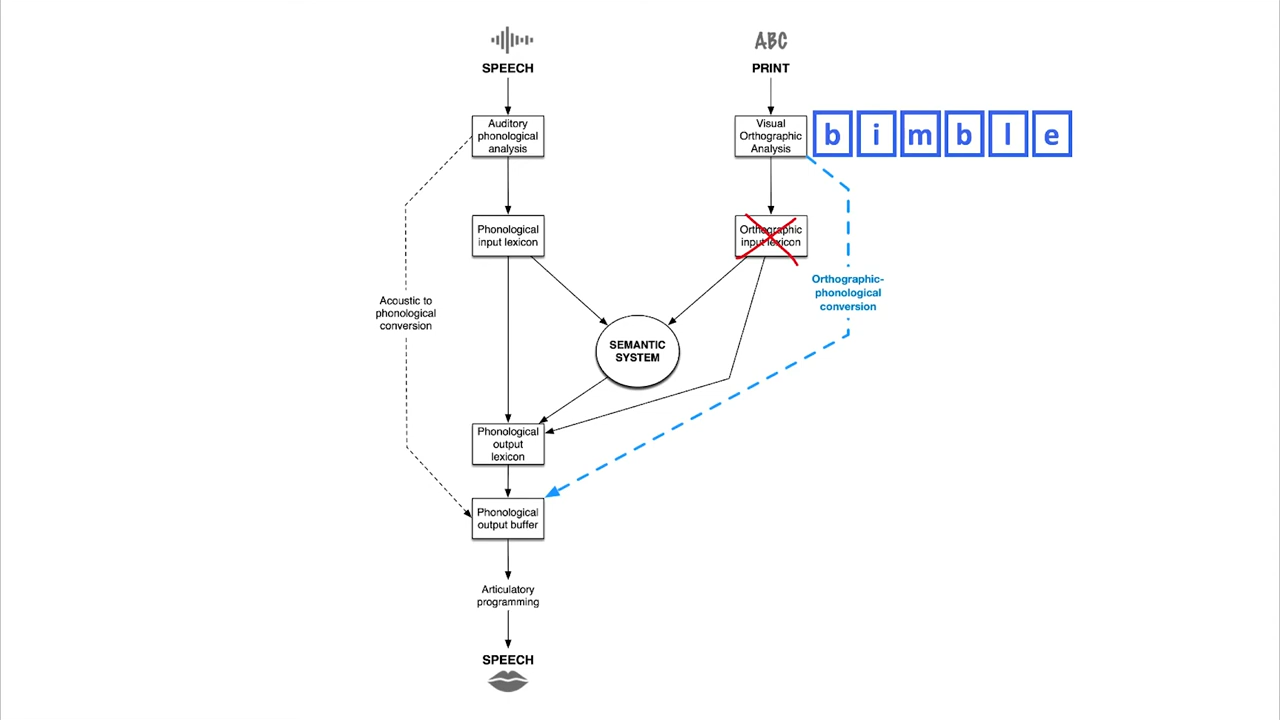 ABC
SPEECH
PRINT
Auditory
phonological
analysis
Visual
Orthographic
Analysis
b i m b l e
Phonological
input lexicon
Orthographic
input lexicon
Orthographic-
phonological
conversion
Acoustic to
phonological
conversion
SEMANTIC
SYSTEM
Phonological
output
lexicon
Phonological
output buffer
Articulatory
programming
SPEECH